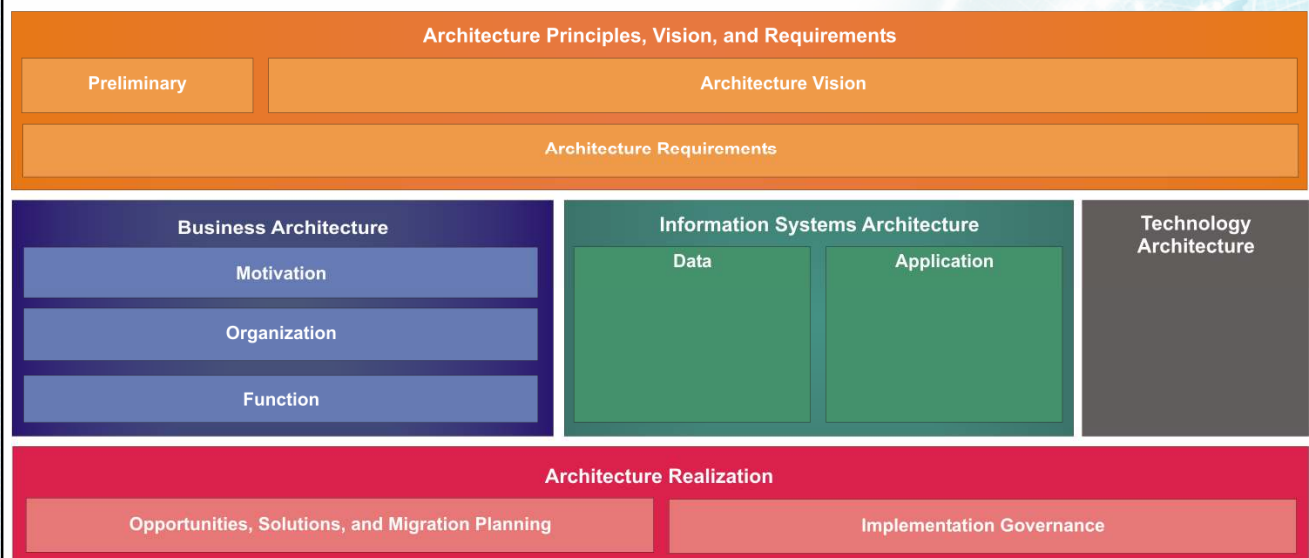 Architecture Principles, Vision, and Requirements
Preliminary
Architecture Vision
Architecture Requirements
Business Architecture
Motivation
Organization
Function
Information Systems Architecture
Data
Application
Technology
Architecture
Architecture Realization
Opportunities, Solutions, and Migration Planning
Implementation Governance